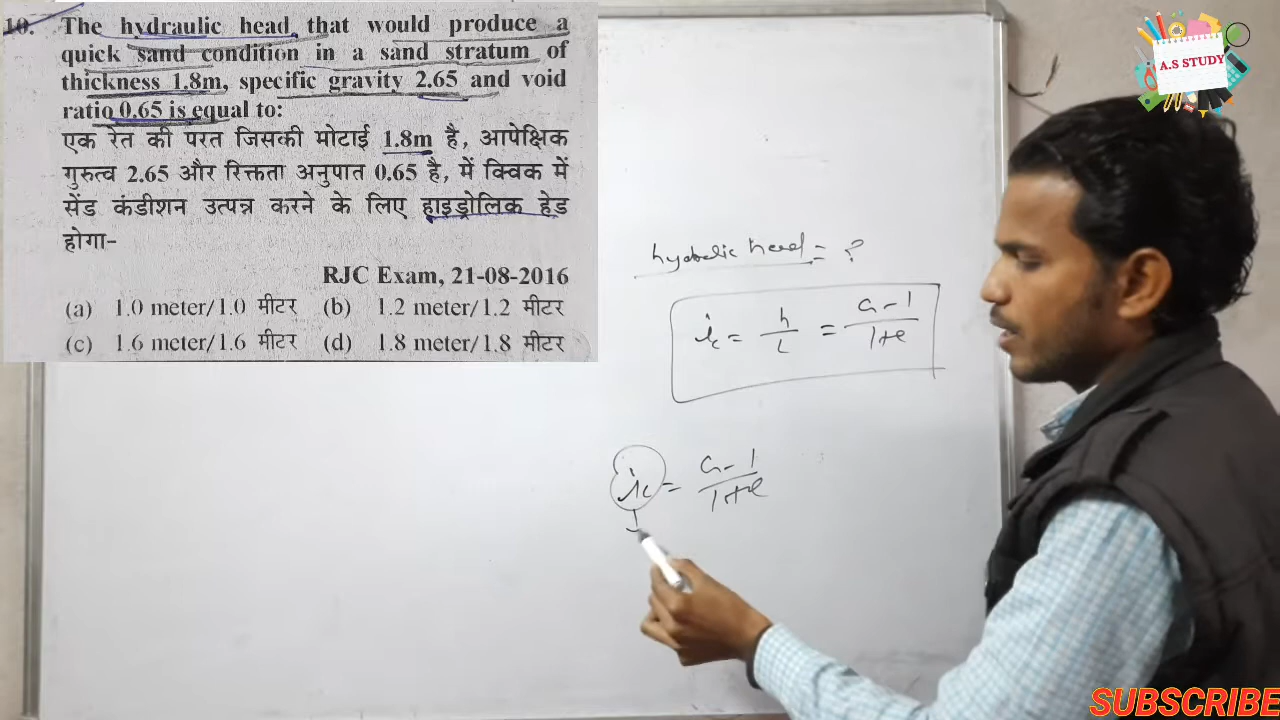 10. The hydraulic head, that would produce a
quick sand condition in a sand stratum of
thickness 1.8m, specific gravity 2.65 and void
ratio 0.65 is equal to:
एक रेत की परत जिसकी मोटाई 1.8m है, आपेक्षिक
गुरुत्व 2.65 और रिक्तता अनुपात 0.65 है, में क्विक में
सेंड कंडीशन उत्पन्न करने के लिए हाइड्रोलिक हेड
होगा-
RJC Exam, 21-08-2016
(a) 1.0 meter/1.0 मीटर (b) 1.2 meter/1.2 मीटर
(c) 1.6 meter/1.6 मीटर (d) 1.8 meter/1.8 मीटर
A.S STUDY
head = ?
ic = h/L = G-1/1+e
ic = G-1/1+e
SUBSCRIBE